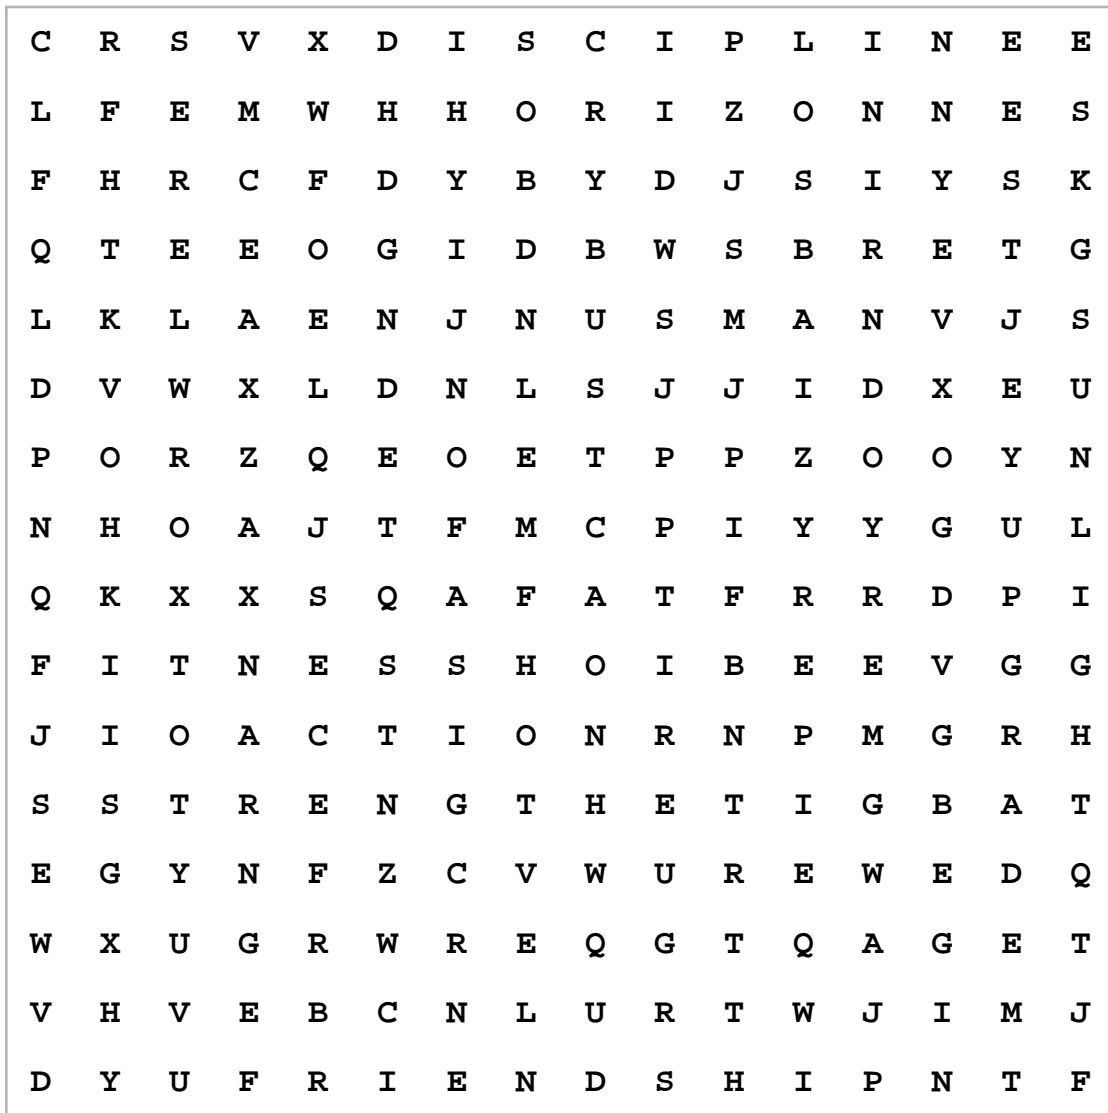 C R S V X D I S C I P L I N E E
L F E M W H H O R I Z O N N E S
F H R C F D Y B Y D J S I Y S K
Q T E E O G I D B W S B R E T G
L K L A E N J N U S M A N V J S
D V W X L D N L S J J I D X E U
P O R Z Q E O E T P P Z O O Y N
N H O A J T F M C P I Y Y G U L
Q K X X S Q A F A T F R R D P I
F I T N E S S H O I B E E V G G
J I O A C T I O N R N P M G R H
S S T R E N G T H E T I G B A T
E G Y N F Z C V W U R E W E D Q
W X U G R W R E Q G T Q A G E T
V H V E B C N L U R T W J I M J
D Y U F R I E N D S H I P N T F